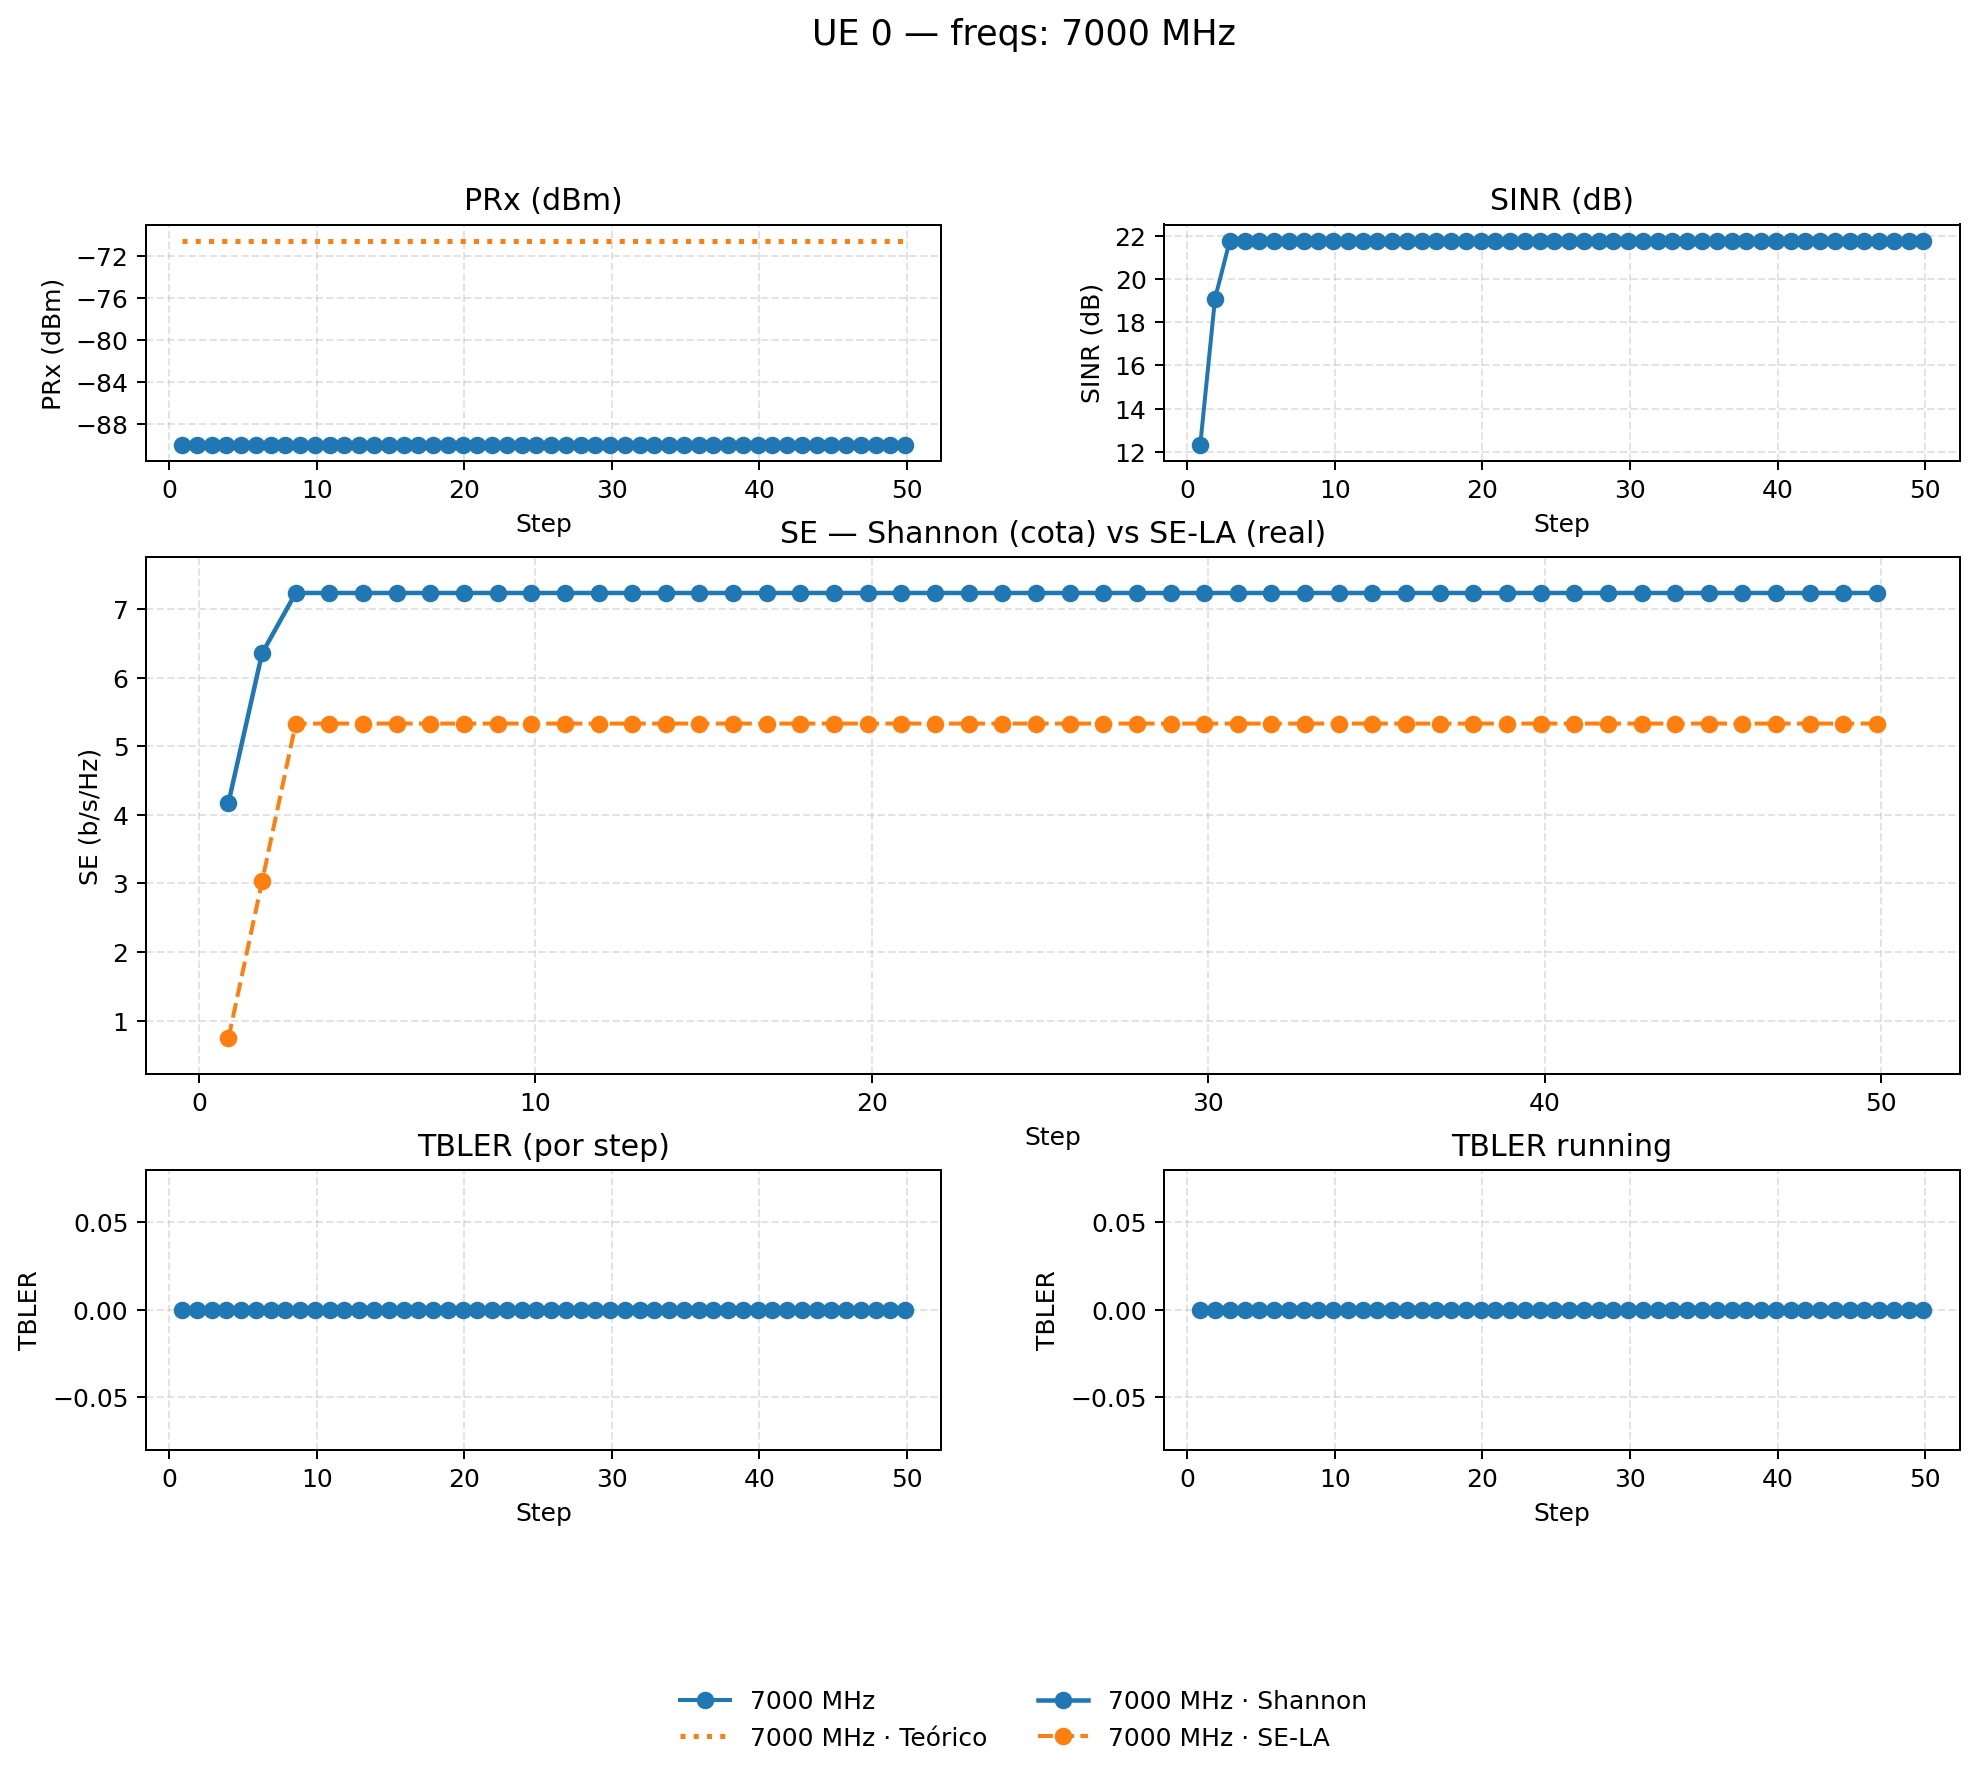 UE 0 — freqs: 7000 MHz
PRx (dBm)
SINR (dB)
PRx (dBm)
−72
−76
−80
−84
−88
0 10 20 30 40 50
Step
SINR (dB)
22
20
18
16
14
12
0 10 20 30 40 50
Step
SE — Shannon (cota) vs SE-LA (real)
SE (b/s/Hz)
7
6
5
4
3
2
1
0 10 20 30 40 50
Step
TBLER (por step)
TBLER
0.05
0.00
−0.05
0 10 20 30 40 50
Step
TBLER running
TBLER
0.05
0.00
−0.05
0 10 20 30 40 50
Step
7000 MHz
7000 MHz · Teórico
7000 MHz · Shannon
7000 MHz · SE-LA